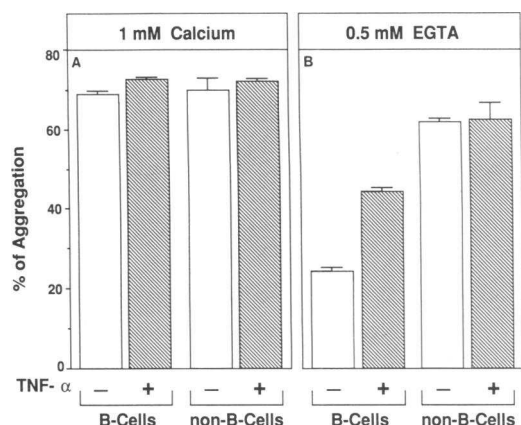 1 mM Calcium 0.5 mM EGTA
A B
80
60
40
20
0
% of Aggregation
TNF- α − + − + − + − +
B-Cells non-B-Cells B-Cells non-B-Cells